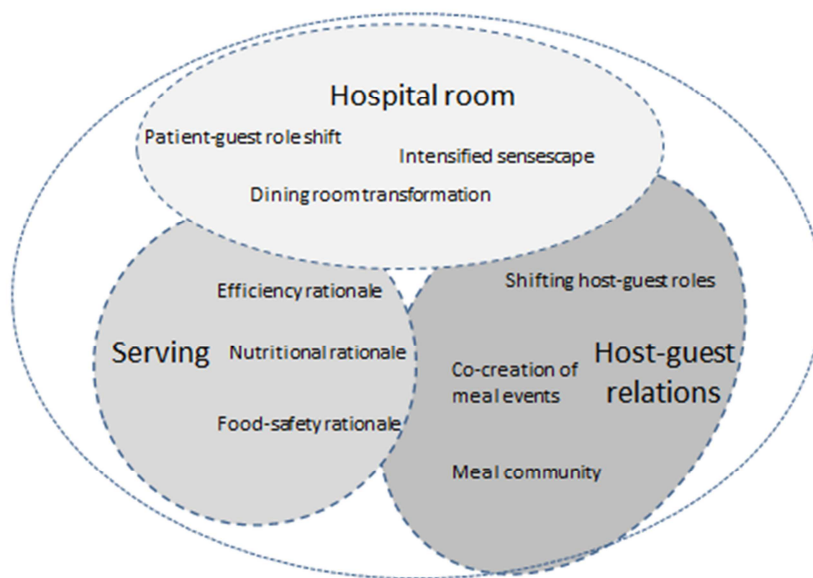 Hospital room
Patient-guest role shift
Intensified sensescape
Dining room transformation
Efficiency rationale
Serving
Nutritional rationale
Food-safety rationale
Shifting host-guest roles
Co-creation of
meal events
Host-guest
relations
Meal community